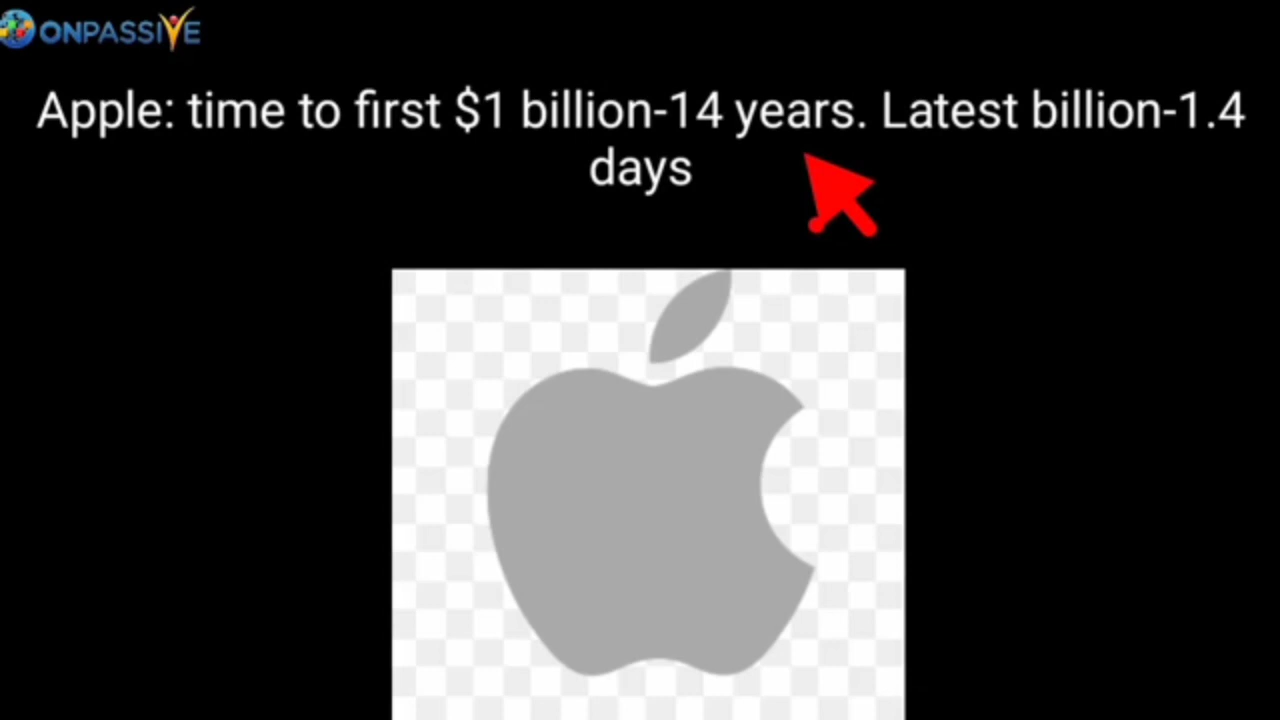 ONPASSIVE
Apple: time to first $1 billion-14 years. Latest billion-1.4
days